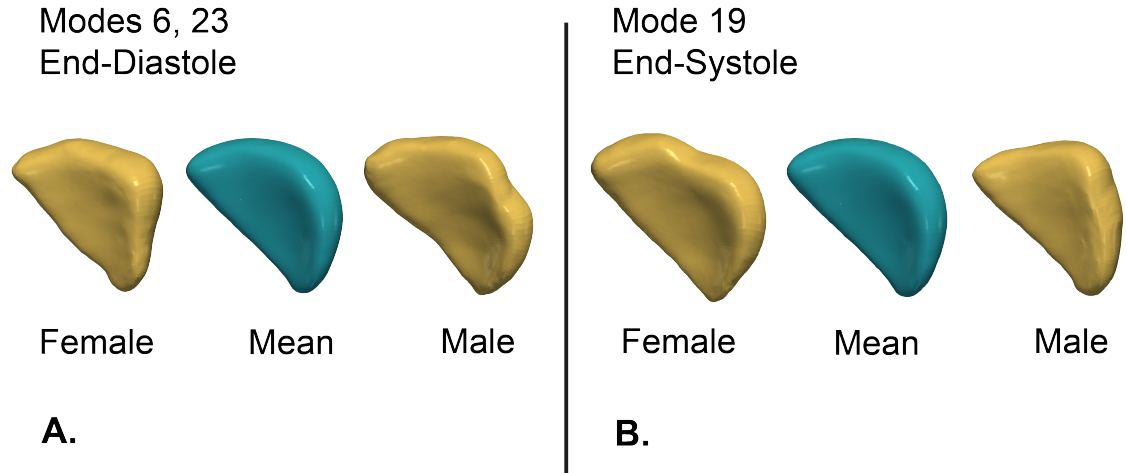 Modes 6, 23
End-Diastole
Female
Mean
Male
A.
Mode 19
End-Systole
Female
Mean
Male
B.